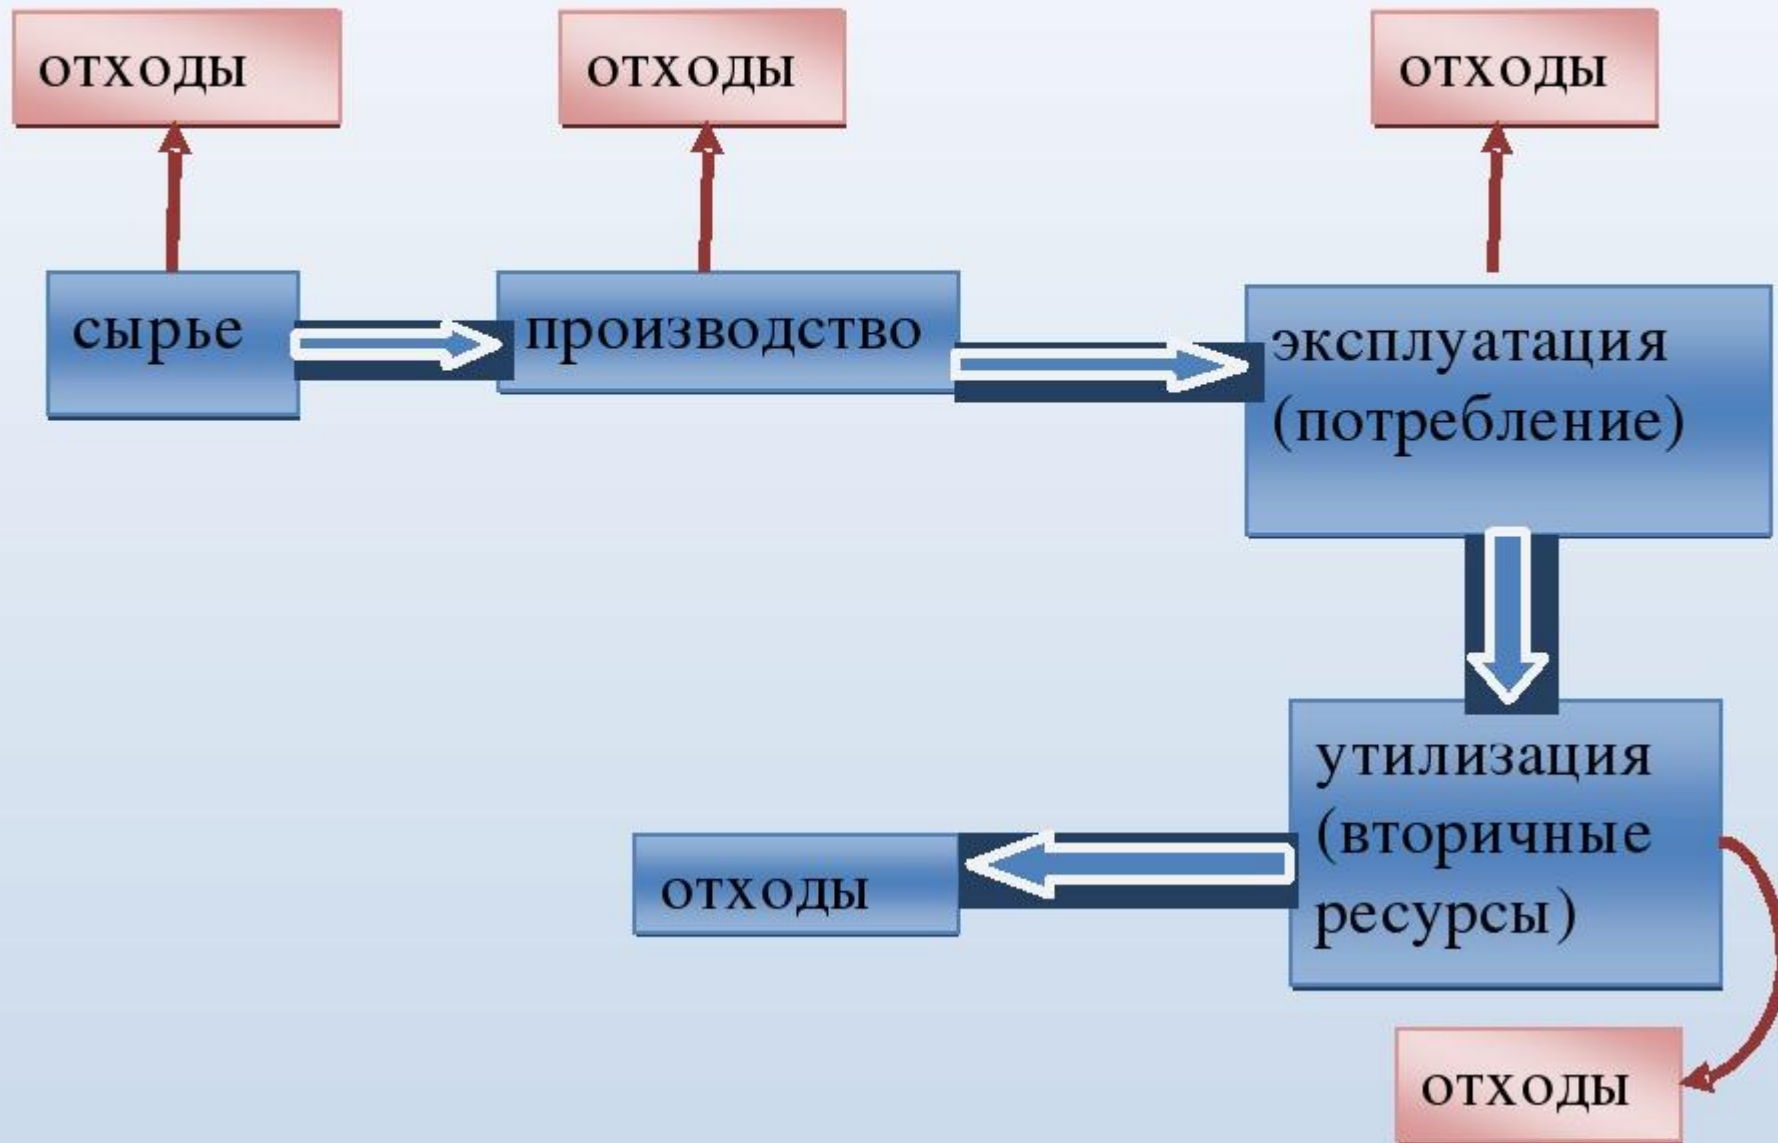 отходы
отходы
отходы
сырье
производство
эксплуатация
(потребление)
утилизация
(вторичные
ресурсы)
отходы
отходы